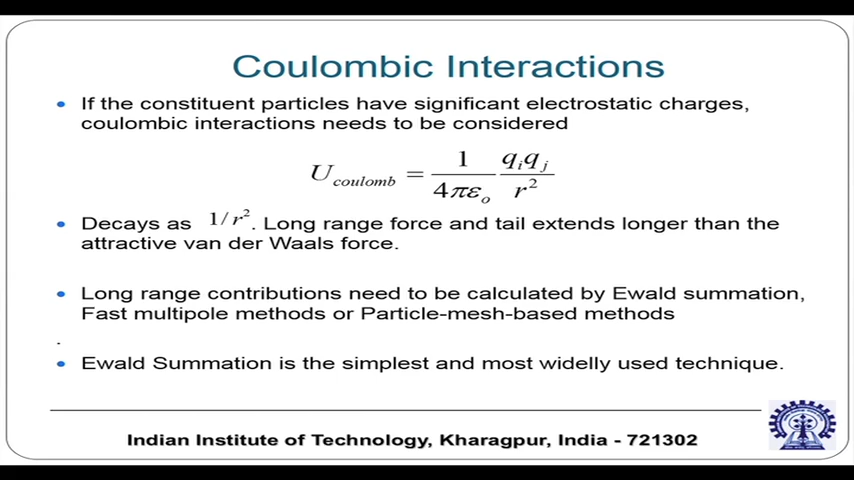 Coulombic Interactions
• If the constituent particles have significant electrostatic charges,
coulombic interactions needs to be considered
U_coulomb = 1/(4πε_o) q_i q_j / r²
• Decays as 1/r². Long range force and tail extends longer than the
attractive van der Waals force.
• Long range contributions need to be calculated by Ewald summation,
Fast multipole methods or Particle-mesh-based methods
.
• Ewald Summation is the simplest and most widelly used technique.
Indian Institute of Technology, Kharagpur, India - 721302